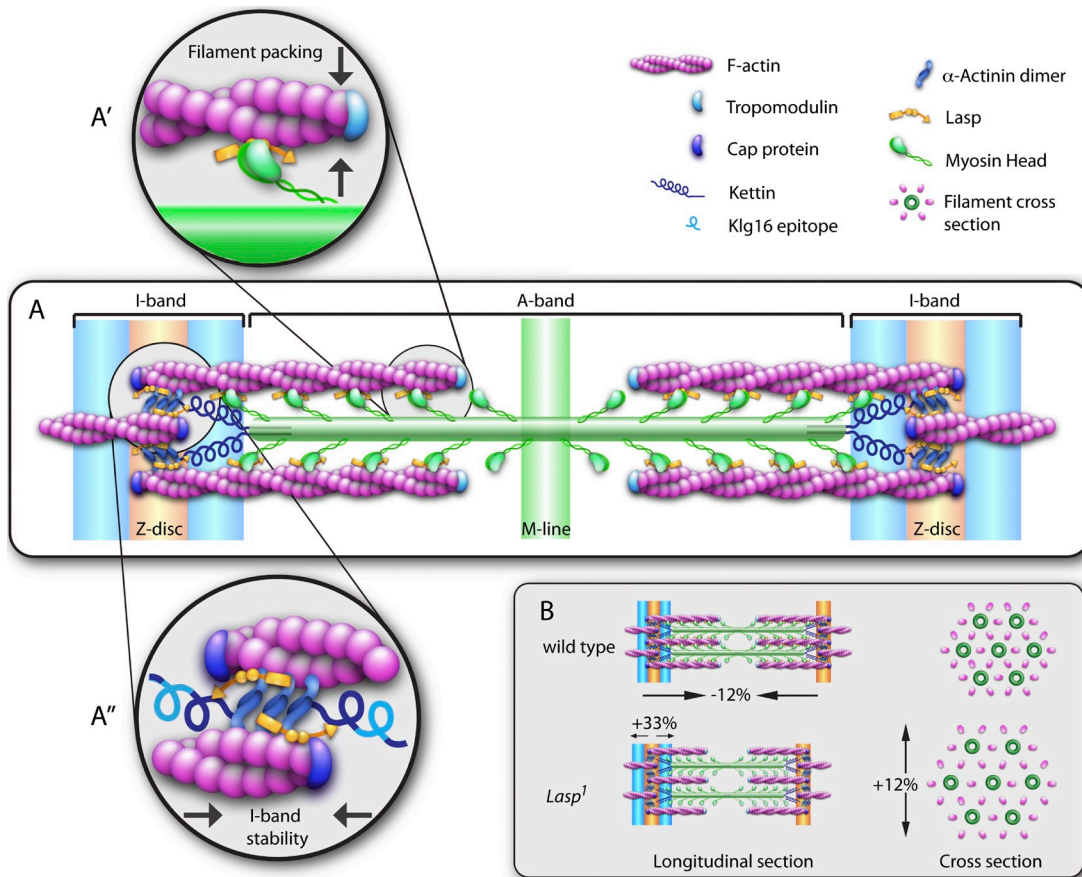 Filament packing
A′
F-actin
Tropomodulin
Cap protein
Kettin
Klg16 epitope
α-Actinin dimer
Lasp
Myosin Head
Filament cross
section
A
I-band
A-band
I-band
Z-disc
M-line
Z-disc
A″
I-band
stability
B
wild type
-12%
+33%
Lasp¹
+12%
Longitudinal section
Cross section